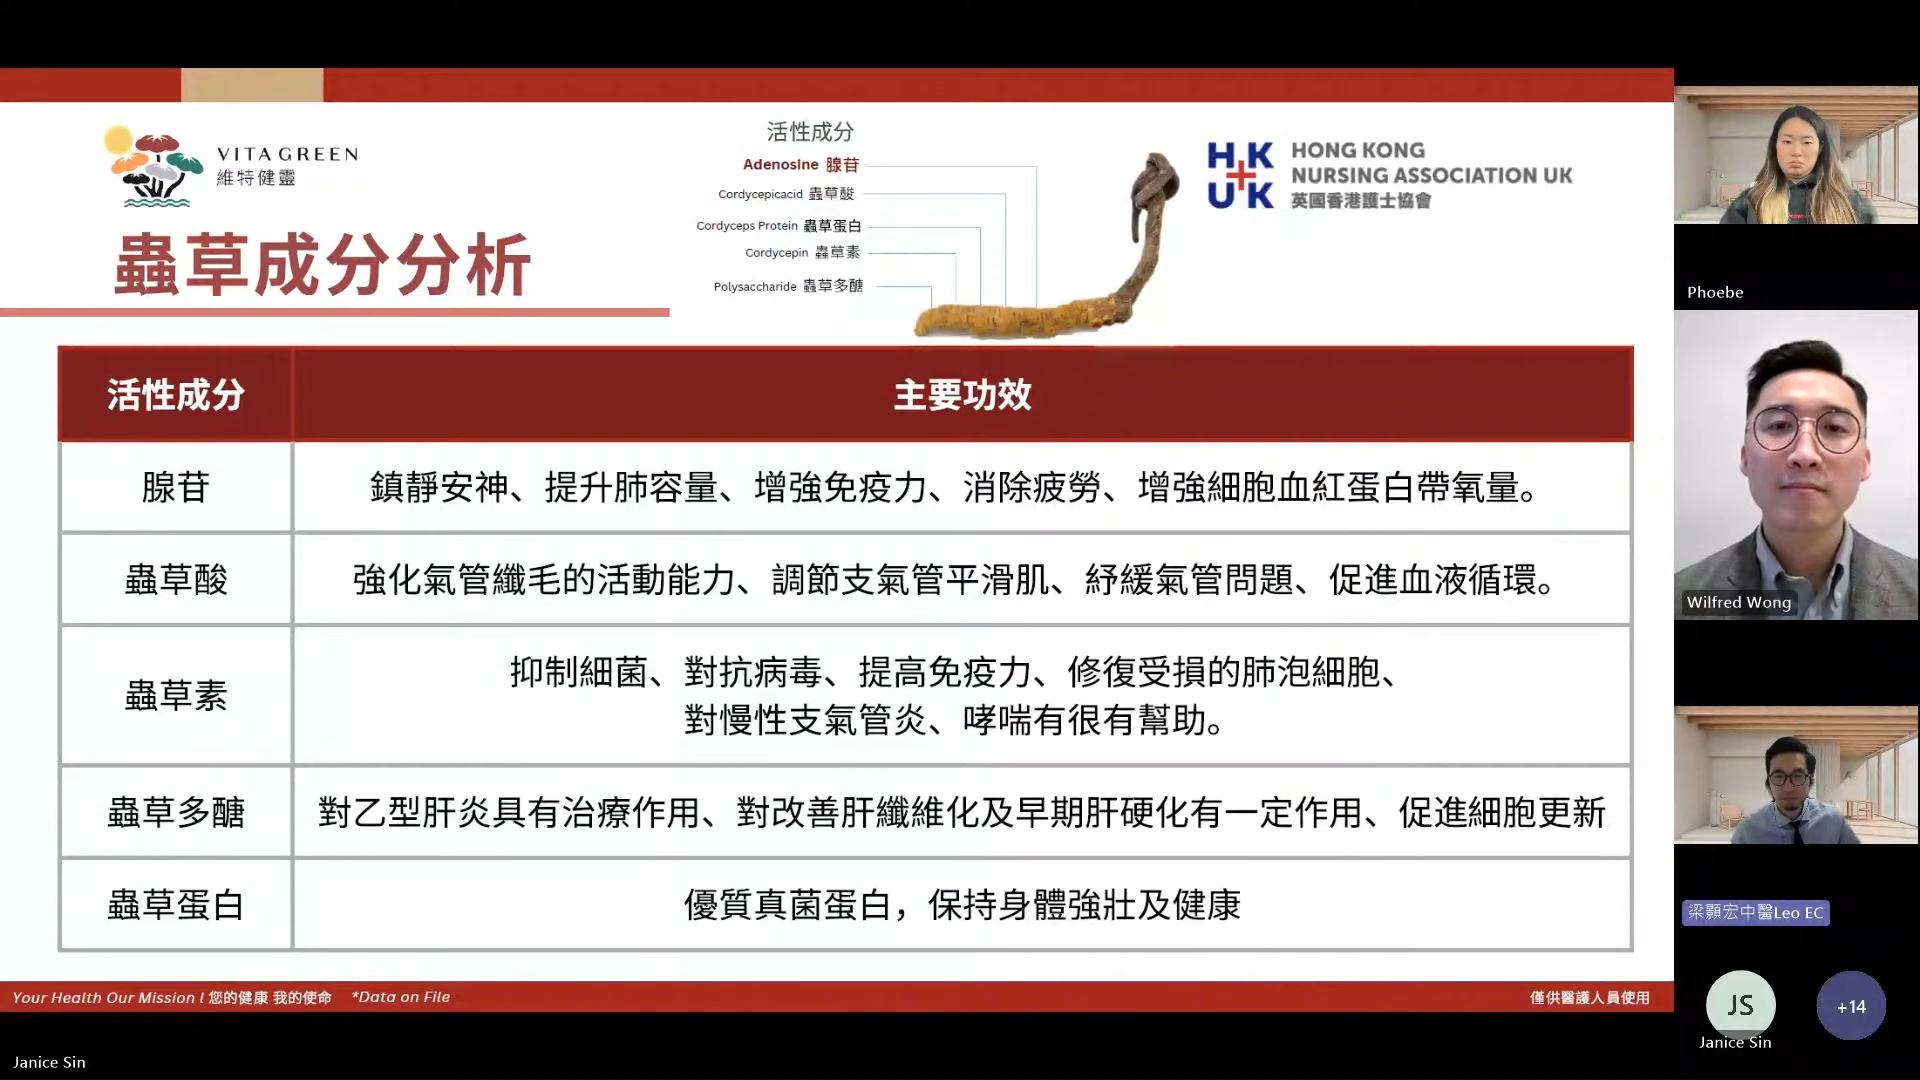 VITAGREEN
維特健靈
活性成分
Adenosine 腺苷
Cordycepicacid 蟲草酸
Cordyceps Protein 蟲草蛋白
Cordycepin 蟲草素
Polysaccharide 蟲草多醣
HK
UK
HONG KONG
NURSING ASSOCIATION UK
英國香港護士協會
蟲草成分分析
活性成分 主要功效
腺苷 鎮靜安神、提升肺容量、增強免疫力、消除疲勞、增強細胞血紅蛋白帶氧量。
蟲草酸 強化氣管纖毛的活動能力、調節支氣管平滑肌、紓緩氣管問題、促進血液循環。
蟲草素 抑制細菌、對抗病毒、提高免疫力、修復受損的肺泡細胞、
對慢性支氣管炎、哮喘有很有幫助。
蟲草多醣 對乙型肝炎具有治療作用、對改善肝纖維化及早期肝硬化有一定作用、促進細胞更新
蟲草蛋白 優質真菌蛋白，保持身體強壯及健康
Your Health Our Mission l 您的健康 我的使命 *Data on File
僅供醫護人員使用
Janice Sin
Phoebe
Wilfred Wong
梁顥宏中醫Leo EC
JS
+14
Janice Sin